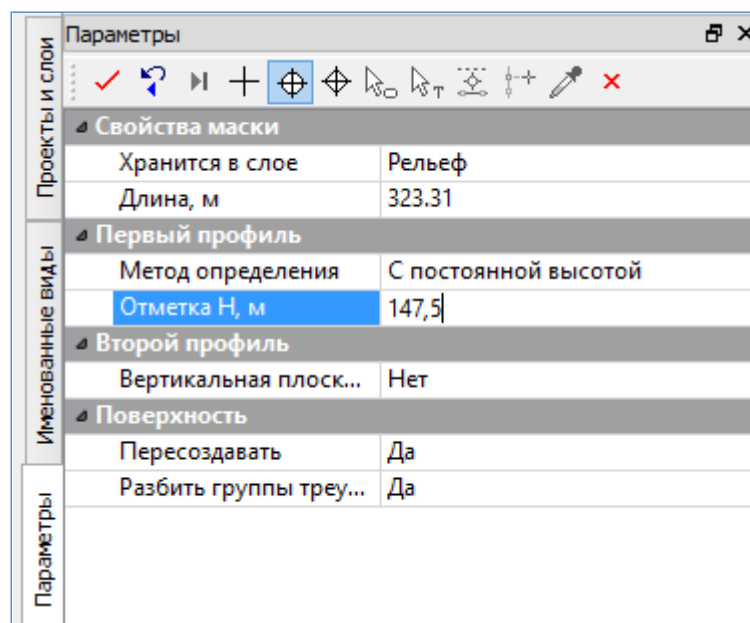 Параметры
Свойства маски
Хранится в слое Рельеф
Длина, м 323.31
Первый профиль
Метод определения С постоянной высотой
Отметка H, м 147,5
Второй профиль
Вертикальная плоск... Нет
Поверхность
Пересоздавать Да
Разбить группы треу... Да
Проекты и слои
Именованные виды
Параметры